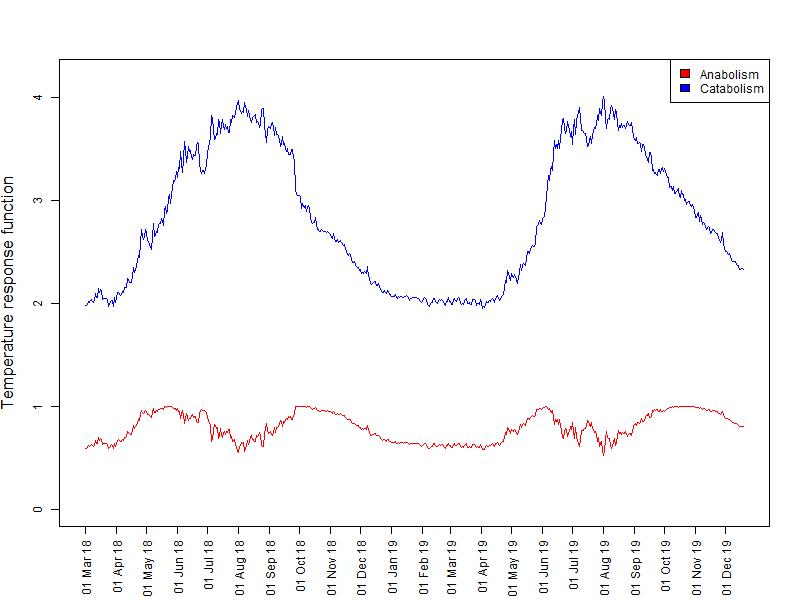 Anabolism
Catabolism
Temperature response function
4
3
2
1
0
01 Mar 18
01 Apr 18
01 May 18
01 Jun 18
01 Jul 18
01 Aug 18
01 Sep 18
01 Oct 18
01 Nov 18
01 Dec 18
01 Jan 19
01 Feb 19
01 Mar 19
01 Apr 19
01 May 19
01 Jun 19
01 Jul 19
01 Aug 19
01 Sep 19
01 Oct 19
01 Nov 19
01 Dec 19